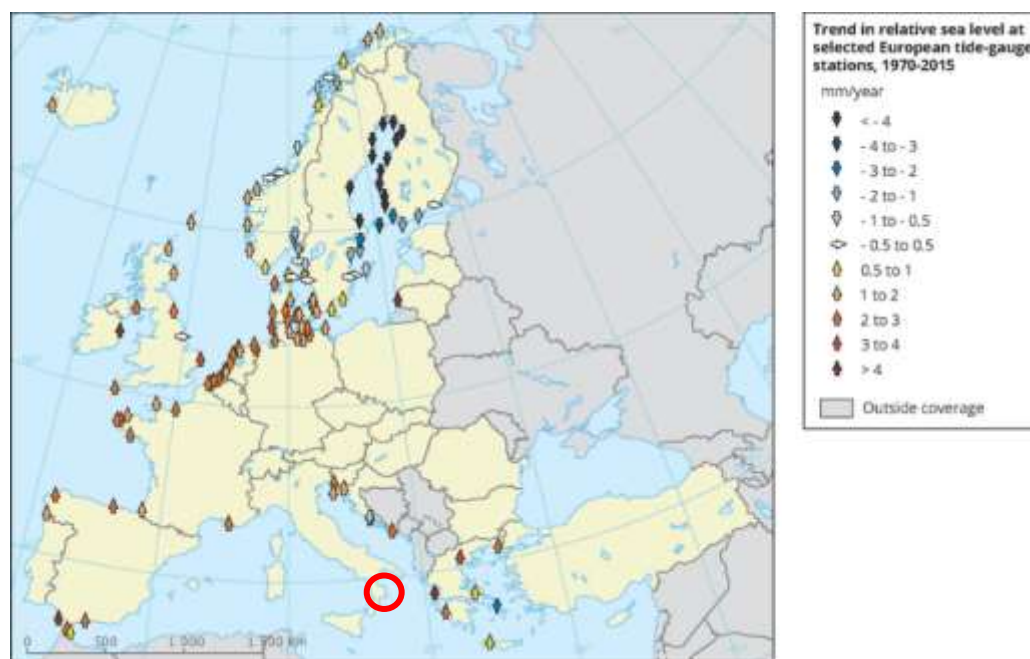 Trend in relative sea level at
selected European tide-gauge
stations, 1970-2015
mm/year
< - 4
- 4 to - 3
- 3 to - 2
- 2 to - 1
- 1 to - 0.5
- 0.5 to 0.5
0.5 to 1
1 to 2
2 to 3
3 to 4
> 4
Outside coverage
0 500 1 000 1 500 km